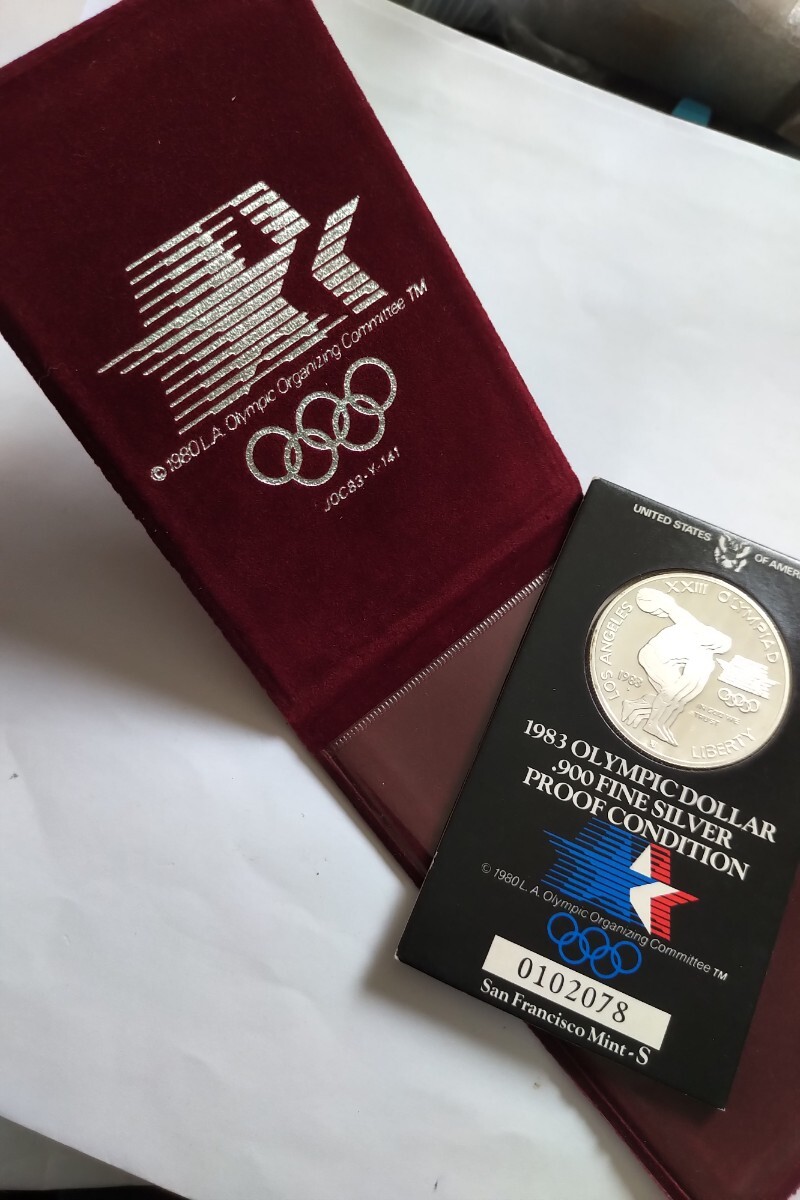 © 1980 L.A. Olympic Organizing Committee TM
JOC83-Y-141
UNITED STATES OF AMER
LOS ANGELES XXIII OLYMPIAD
1983
LIBERTY
1983 OLYMPIC DOLLAR
.900 FINE SILVER
PROOF CONDITION
© 1980 L. A. Olympic Organizing Committee TM
0102078
San Francisco Mint - S